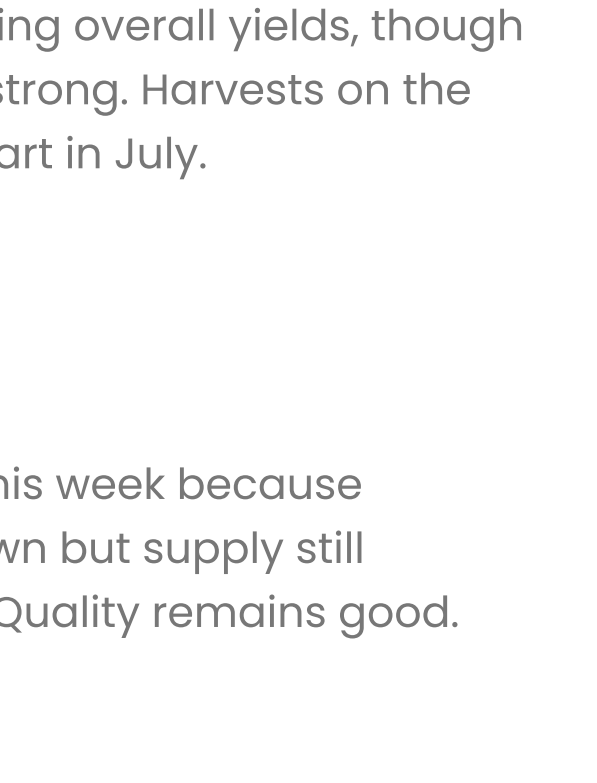 ing overall yields, though
strong. Harvests on the
art in July.
his week because
wn but supply still
Quality remains good.